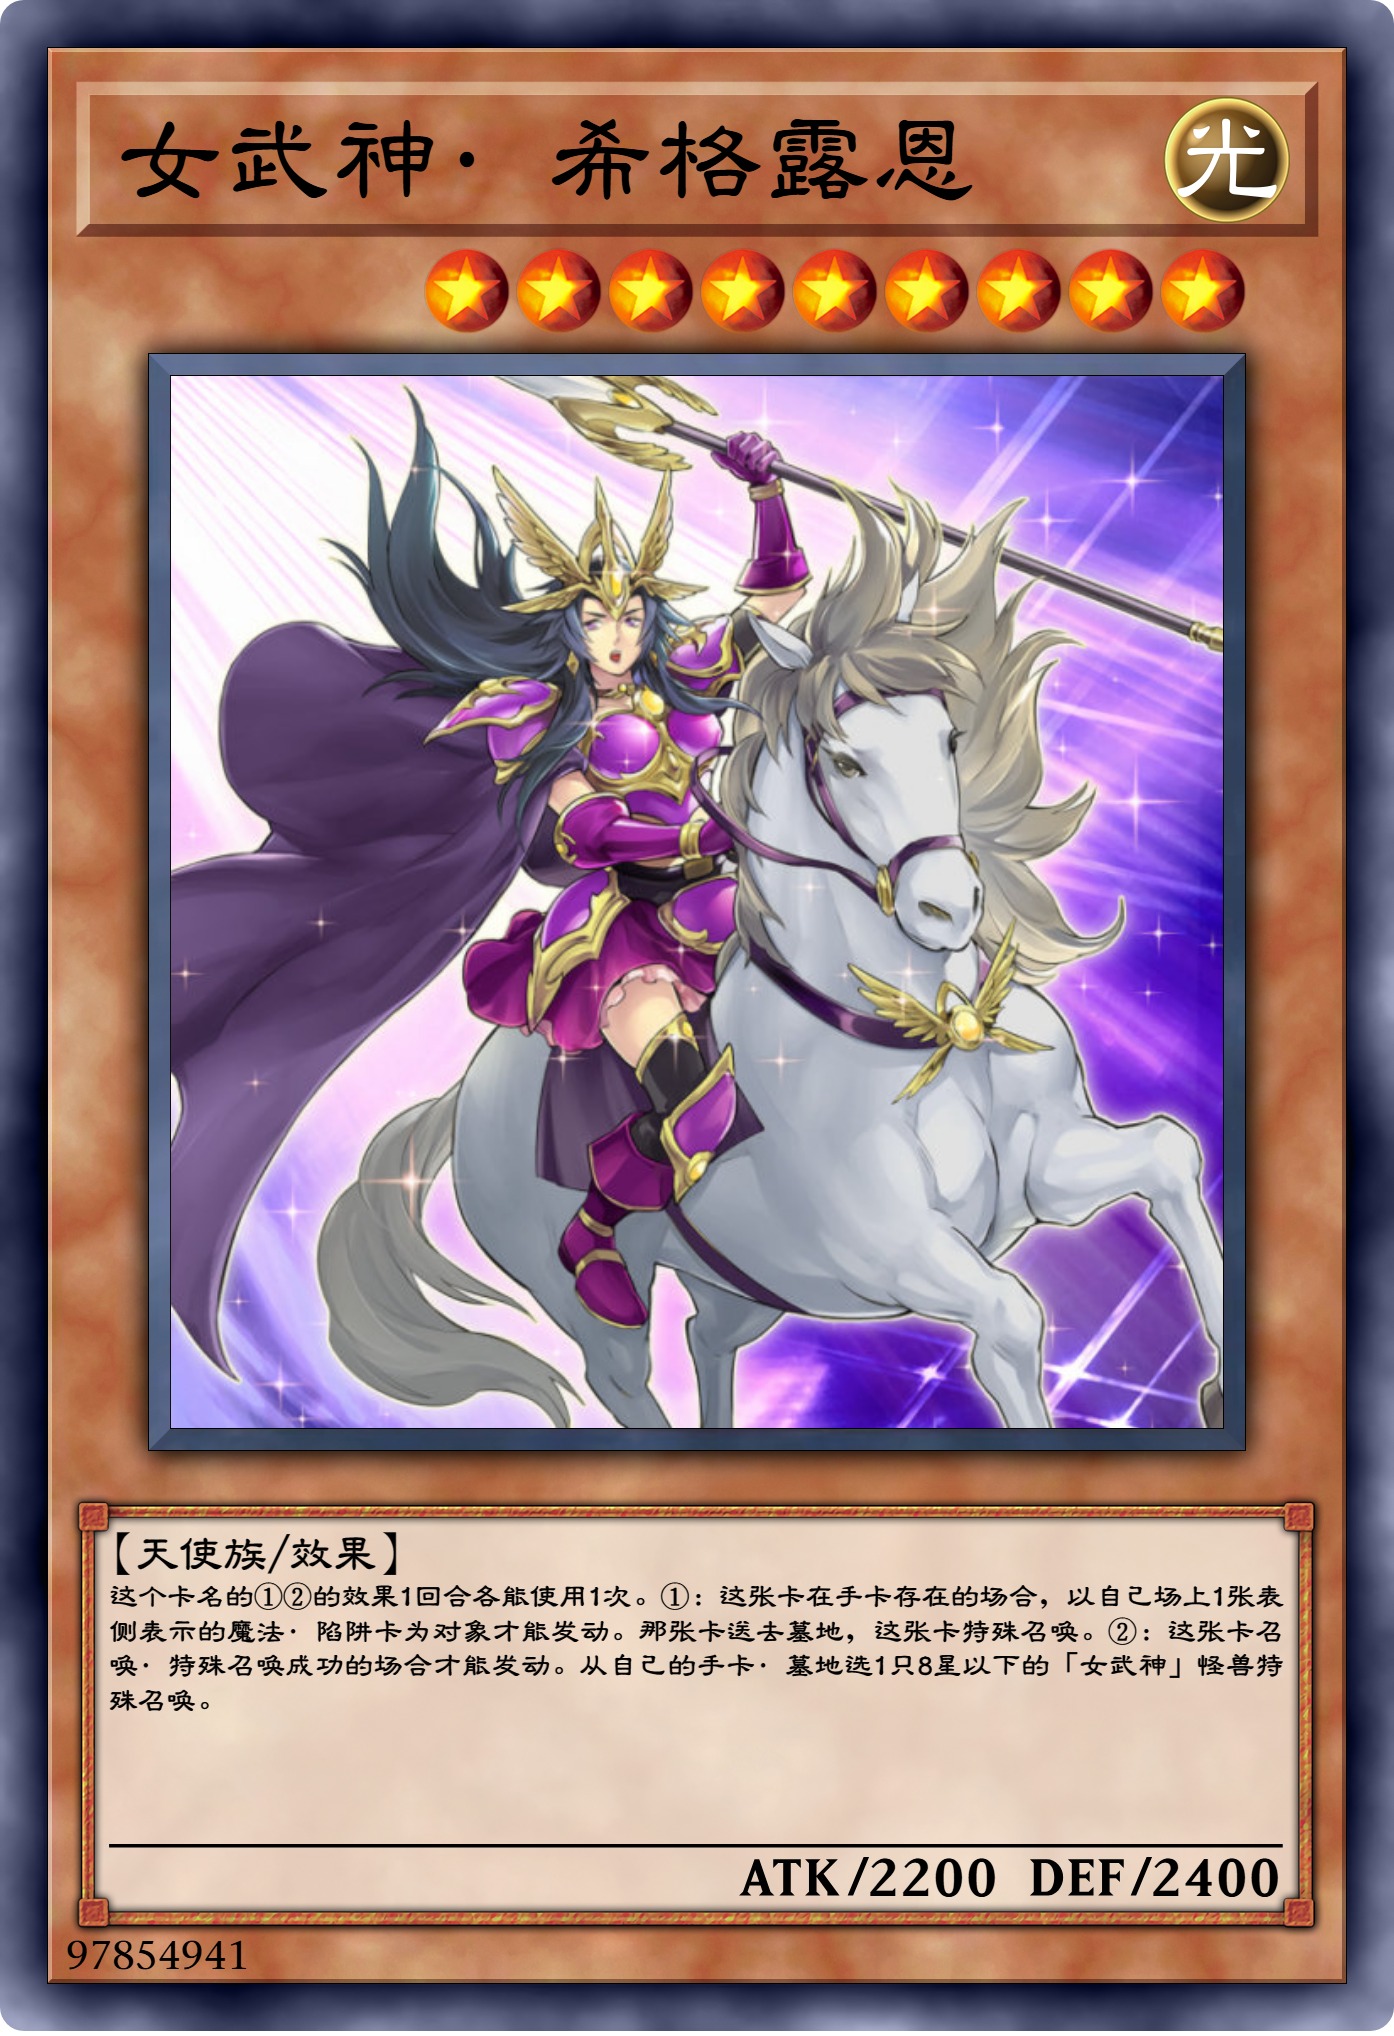 女武神·希格露恩
光
【天使族/效果】
这个卡名的①②的效果1回合各能使用1次。①：这张卡在手卡存在的场合，以自己场上1张表
侧表示的魔法·陷阱卡为对象才能发动。那张卡送去墓地，这张卡特殊召唤。②：这张卡召
唤·特殊召唤成功的场合才能发动。从自己的手卡·墓地选1只8星以下的「女武神」怪兽特
殊召唤。
ATK/2200 DEF/2400
97854941